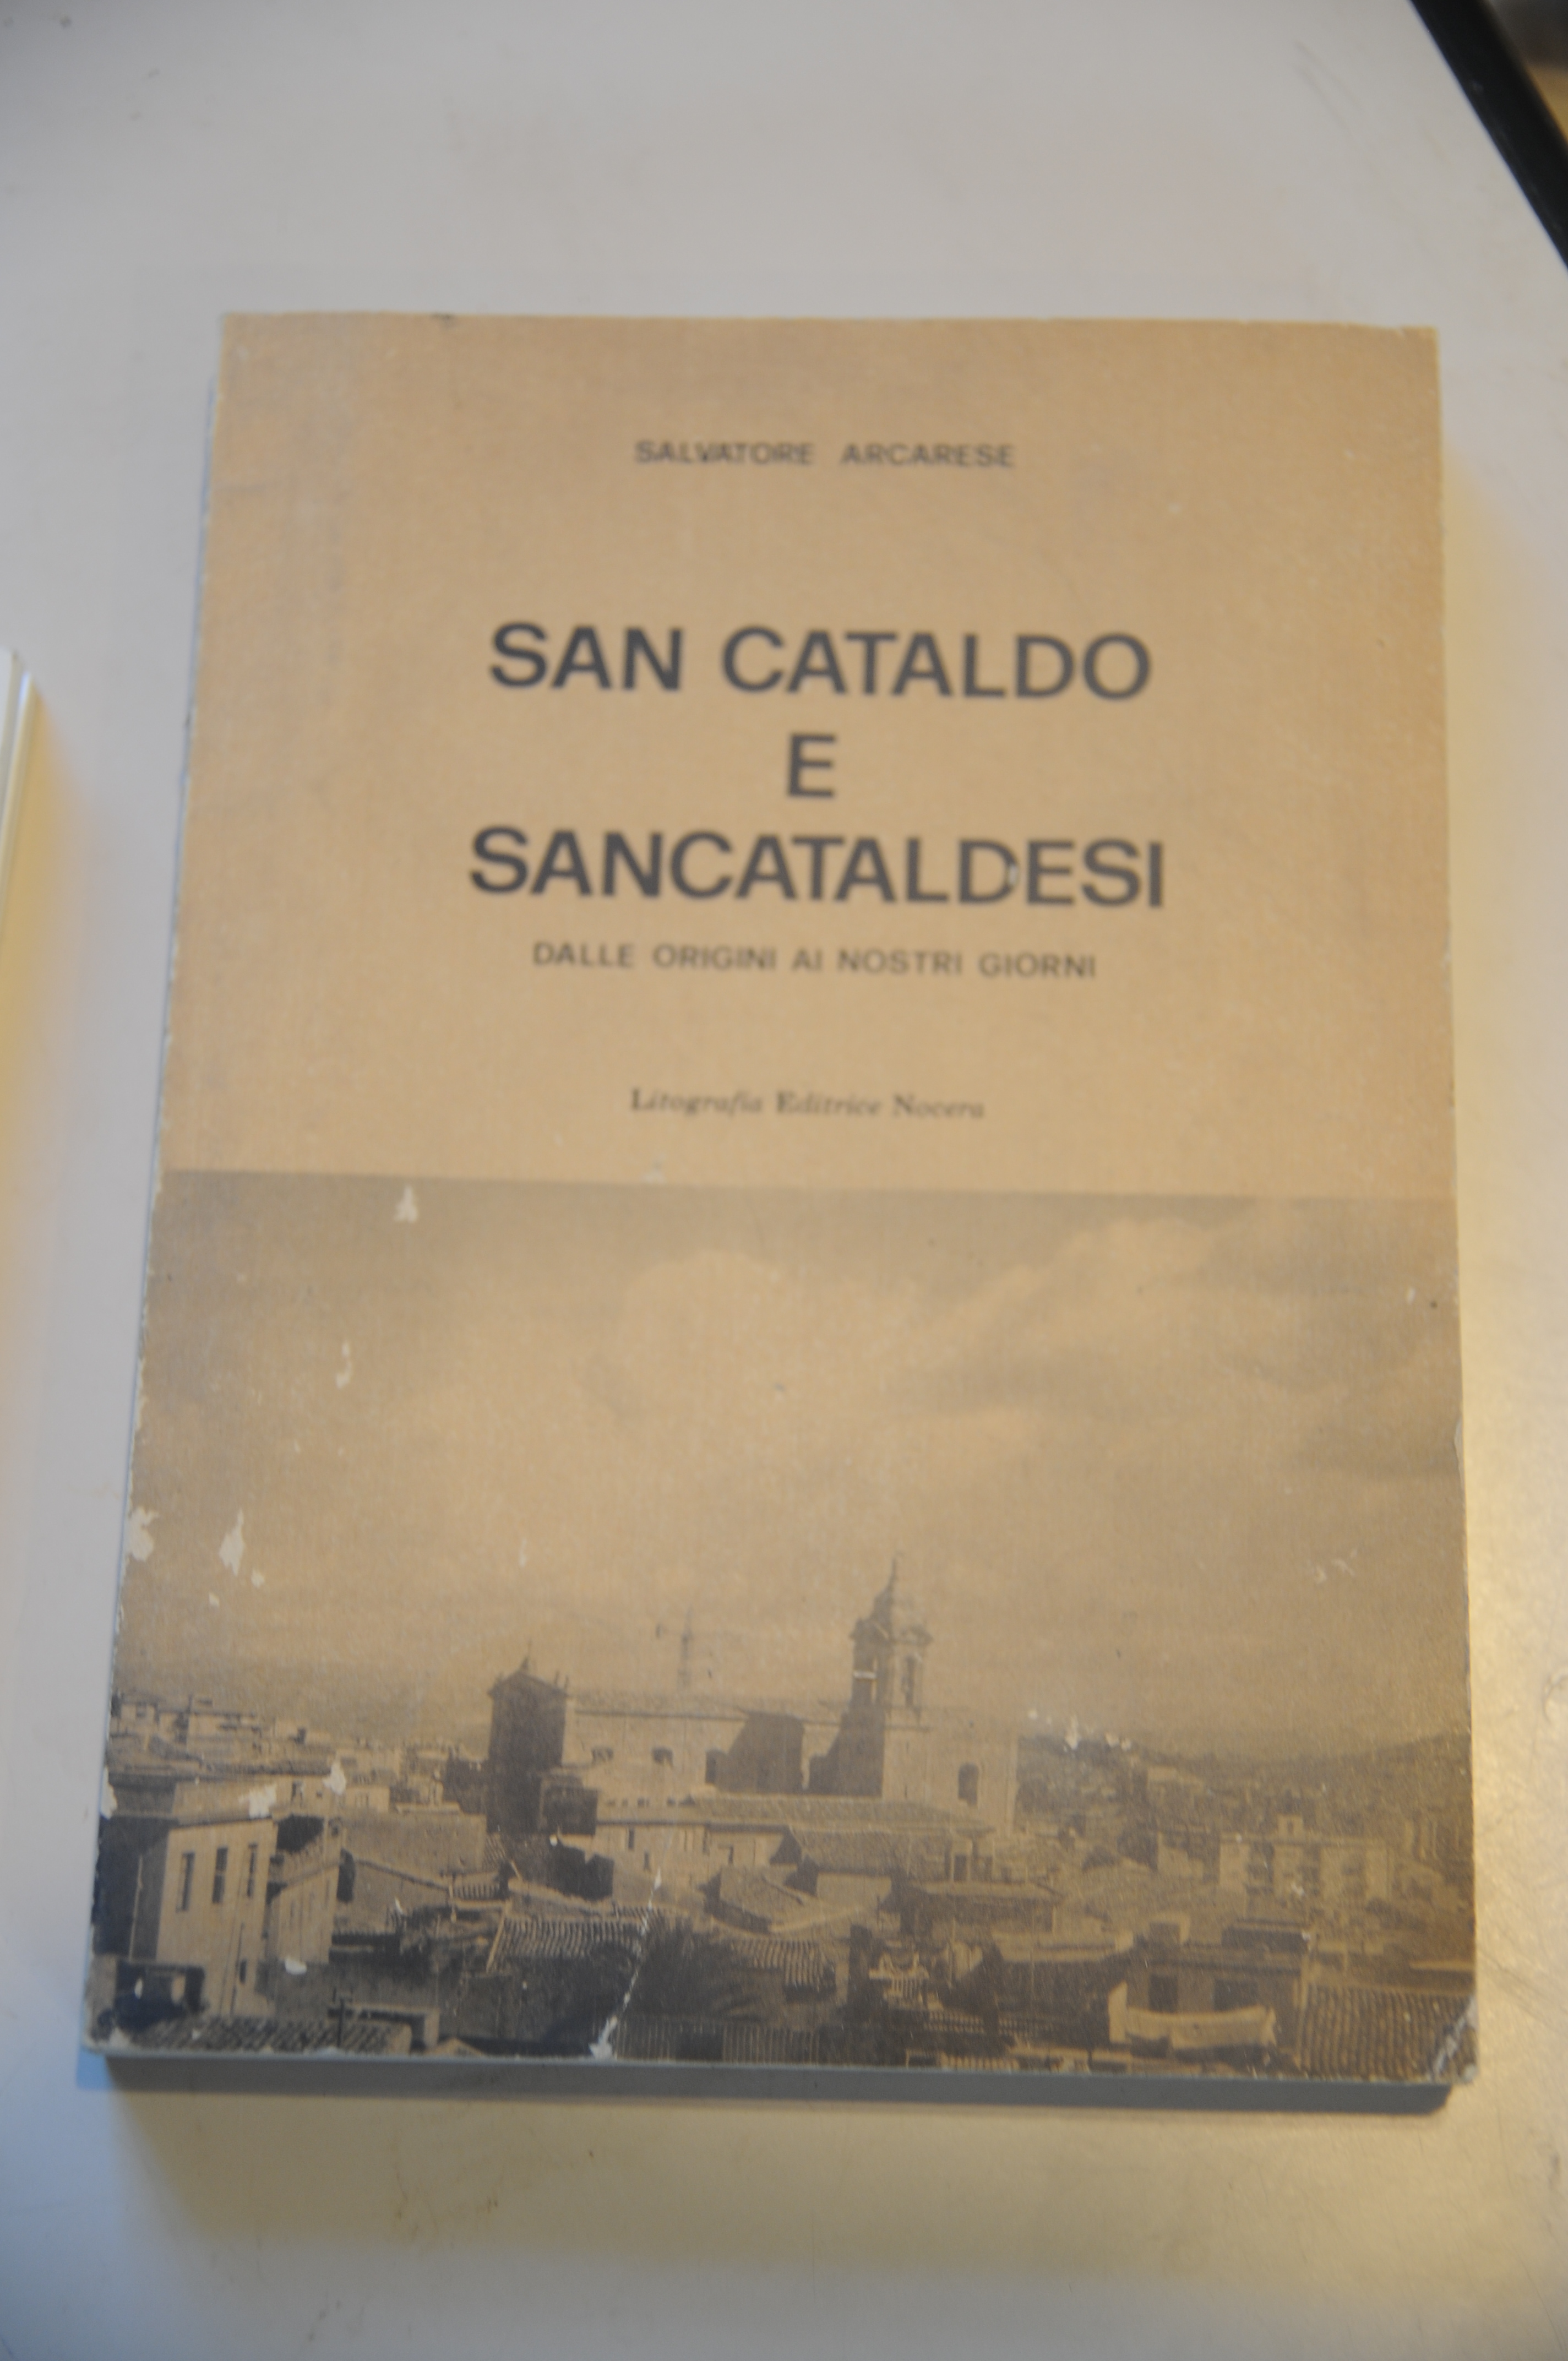 SALVATORE ARCARESE
SAN CATALDO
E
SANCATALDESI
DALLE ORIGINI AI NOSTRI GIORNI
Litografia Editrice Nocera